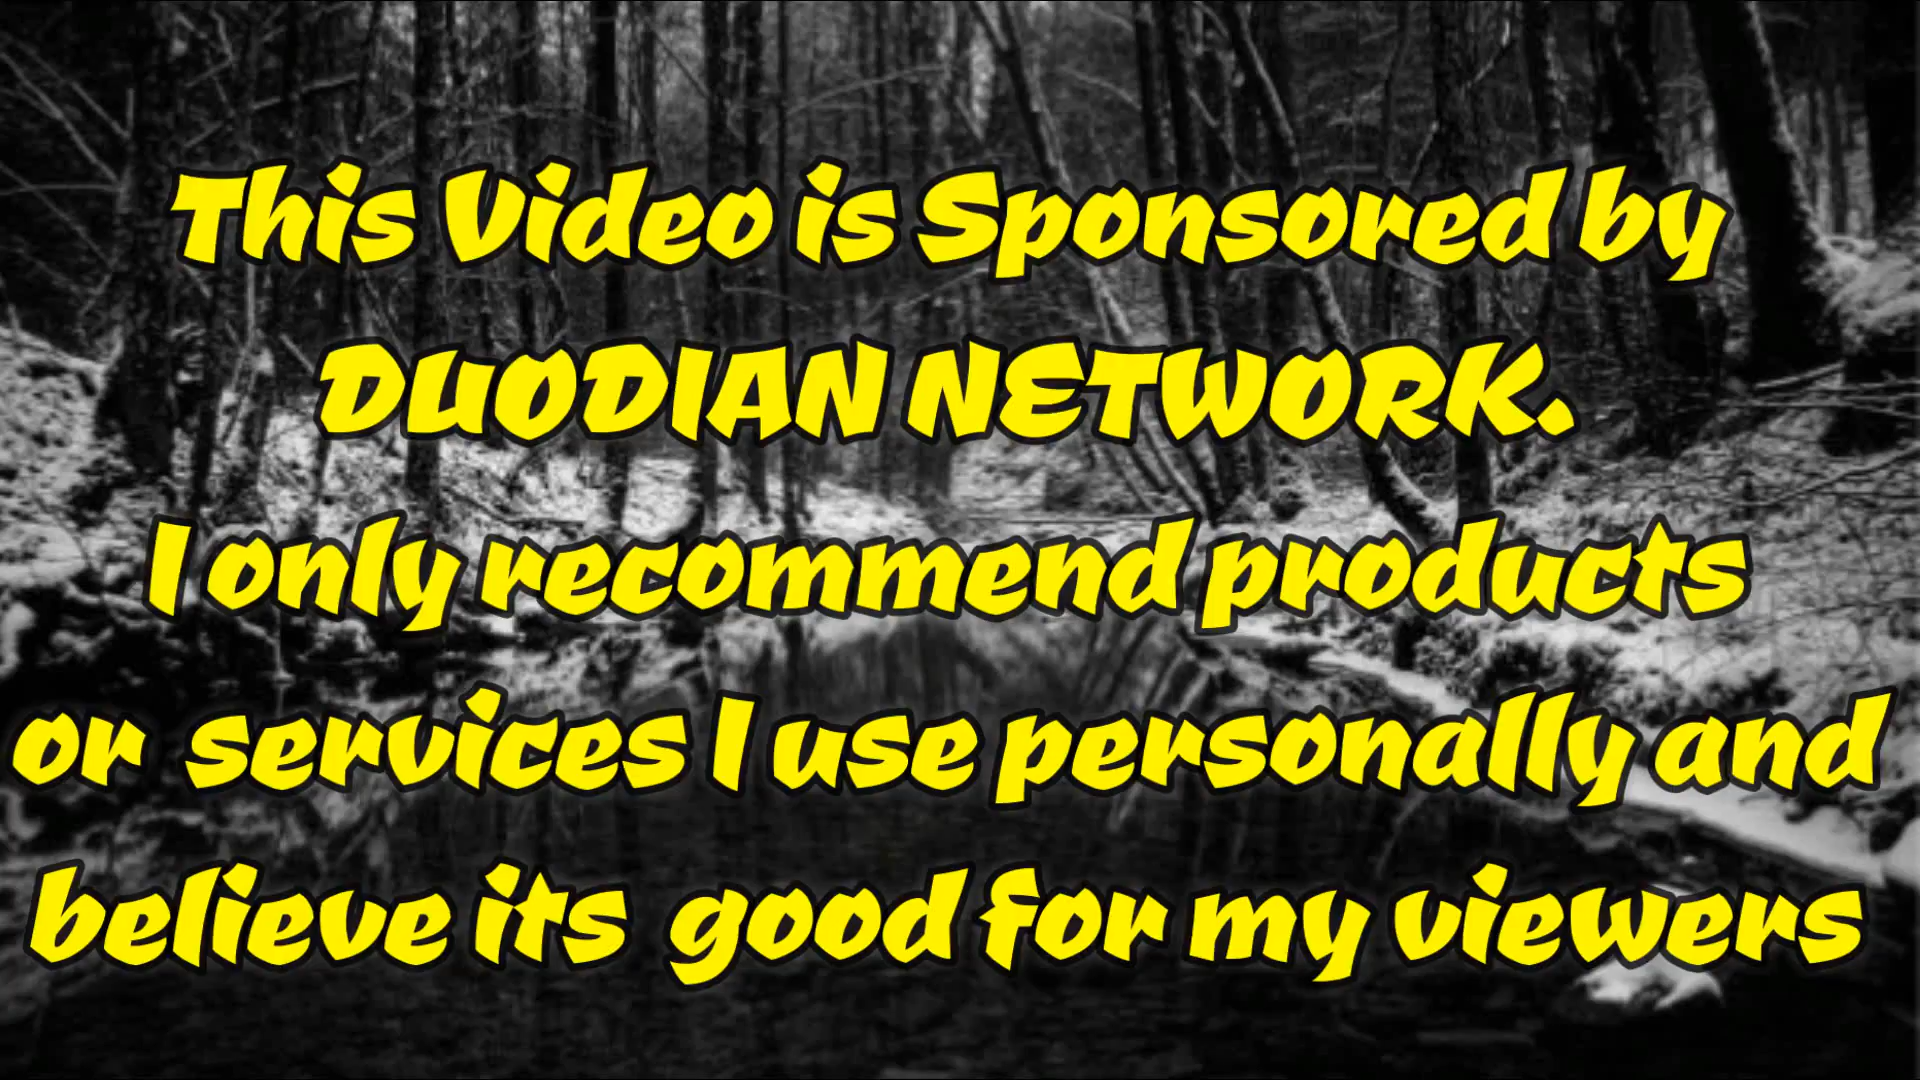 This Video is Sponsored by
DUODIAN NETWORK.
I only recommend products
or services I use personally and
believe its good for my viewers